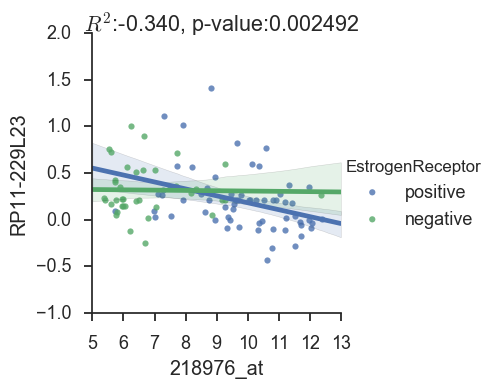 R²:-0.340, p-value:0.002492
2.0
1.5
1.0
0.5
0.0
−0.5
−1.0
RP11-229L23
5 6 7 8 9 10 11 12 13
218976_at
EstrogenReceptor
positive
negative